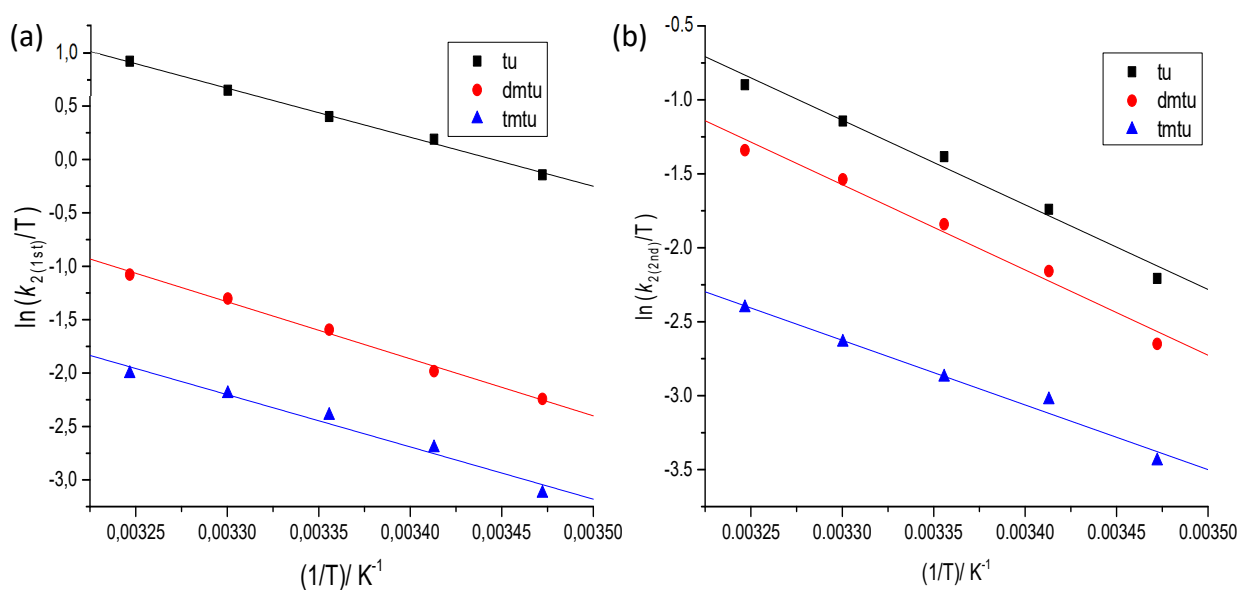 (a)
ln (k2(1st)/T)
1,0
0,5
0,0
-0,5
-1,0
-1,5
-2,0
-2,5
-3,0
tu
dmtu
tmtu
0,00325 0,00330 0,00335 0,00340 0,00345 0,00350
(1/T)/ K-1
(b)
ln (k2(2nd)/T)
-0.5
-1.0
-1.5
-2.0
-2.5
-3.0
-3.5
tu
dmtu
tmtu
0.00325 0.00330 0.00335 0.00340 0.00345 0.00350
(1/T)/ K-1